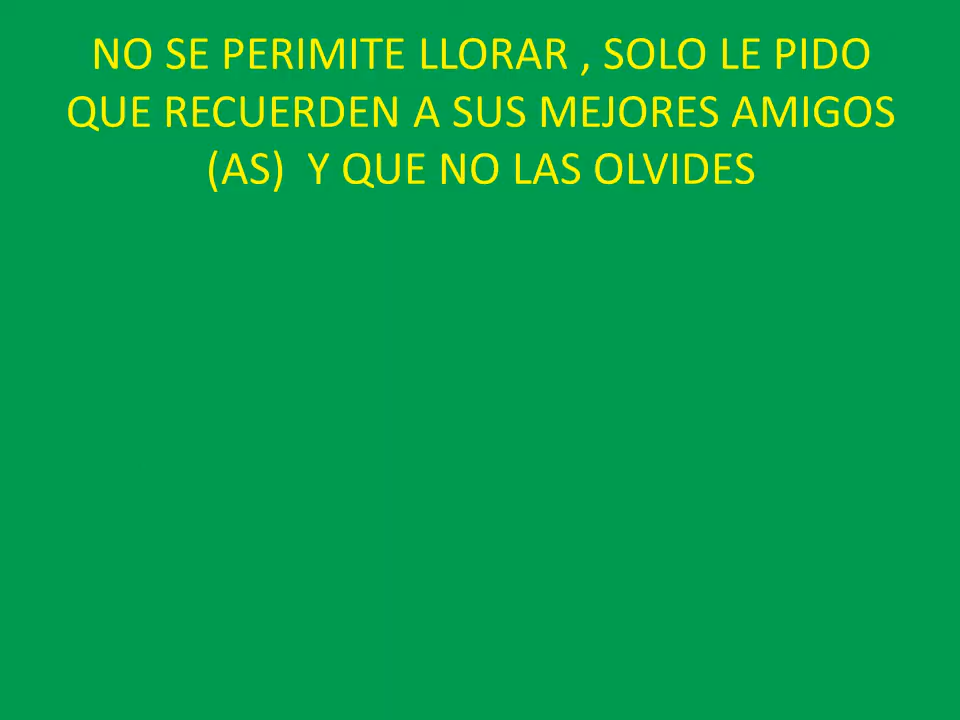 NO SE PERIMITE LLORAR , SOLO LE PIDO
QUE RECUERDEN A SUS MEJORES AMIGOS
(AS)  Y QUE NO LAS OLVIDES